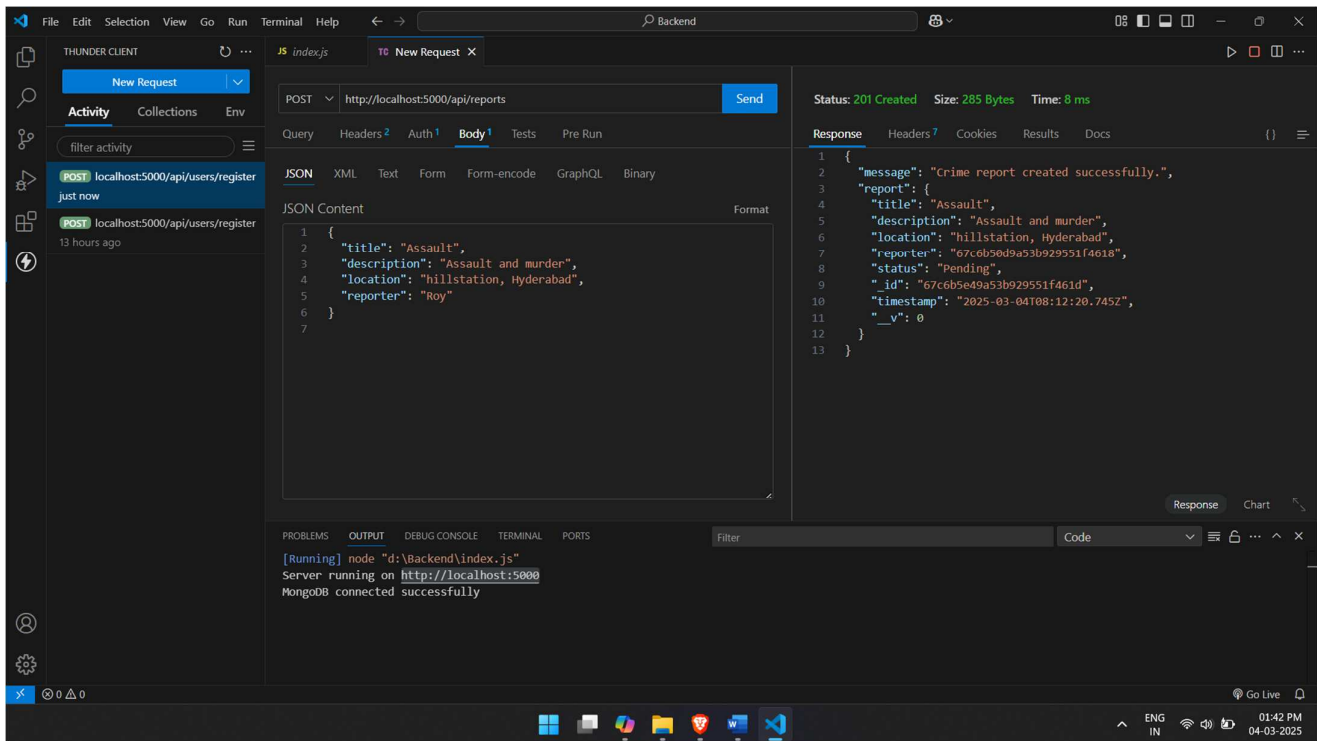 File Edit Selection View Go Run Terminal Help
Backend
THUNDER CLIENT
New Request
Activity Collections Env
filter activity
POST localhost:5000/api/users/register
just now
POST localhost:5000/api/users/register
13 hours ago
JS index.js
TC New Request
POST http://localhost:5000/api/reports Send
Query Headers 2 Auth 1 Body 1 Tests Pre Run
JSON XML Text Form Form-encode GraphQL Binary
JSON Content Format
1 {
2 "title": "Assault",
3 "description": "Assault and murder",
4 "location": "hillstation, Hyderabad",
5 "reporter": "Roy"
6 }
7
Status: 201 Created Size: 285 Bytes Time: 8 ms
Response Headers 7 Cookies Results Docs {}
1 {
2 "message": "Crime report created successfully.",
3 "report": {
4 "title": "Assault",
5 "description": "Assault and murder",
6 "location": "hillstation, Hyderabad",
7 "reporter": "67c6b50d9a53b929551f4618",
8 "status": "Pending",
9 "_id": "67c6b5e49a53b929551f461d",
10 "timestamp": "2025-03-04T08:12:20.745Z",
11 "__v": 0
12 }
13 }
Response Chart
PROBLEMS OUTPUT DEBUG CONSOLE TERMINAL PORTS
Filter
Code
[Running] node "d:\Backend\index.js"
Server running on http://localhost:5000
MongoDB connected successfully
0 0
Go Live
ENG
IN
01:42 PM
04-03-2025